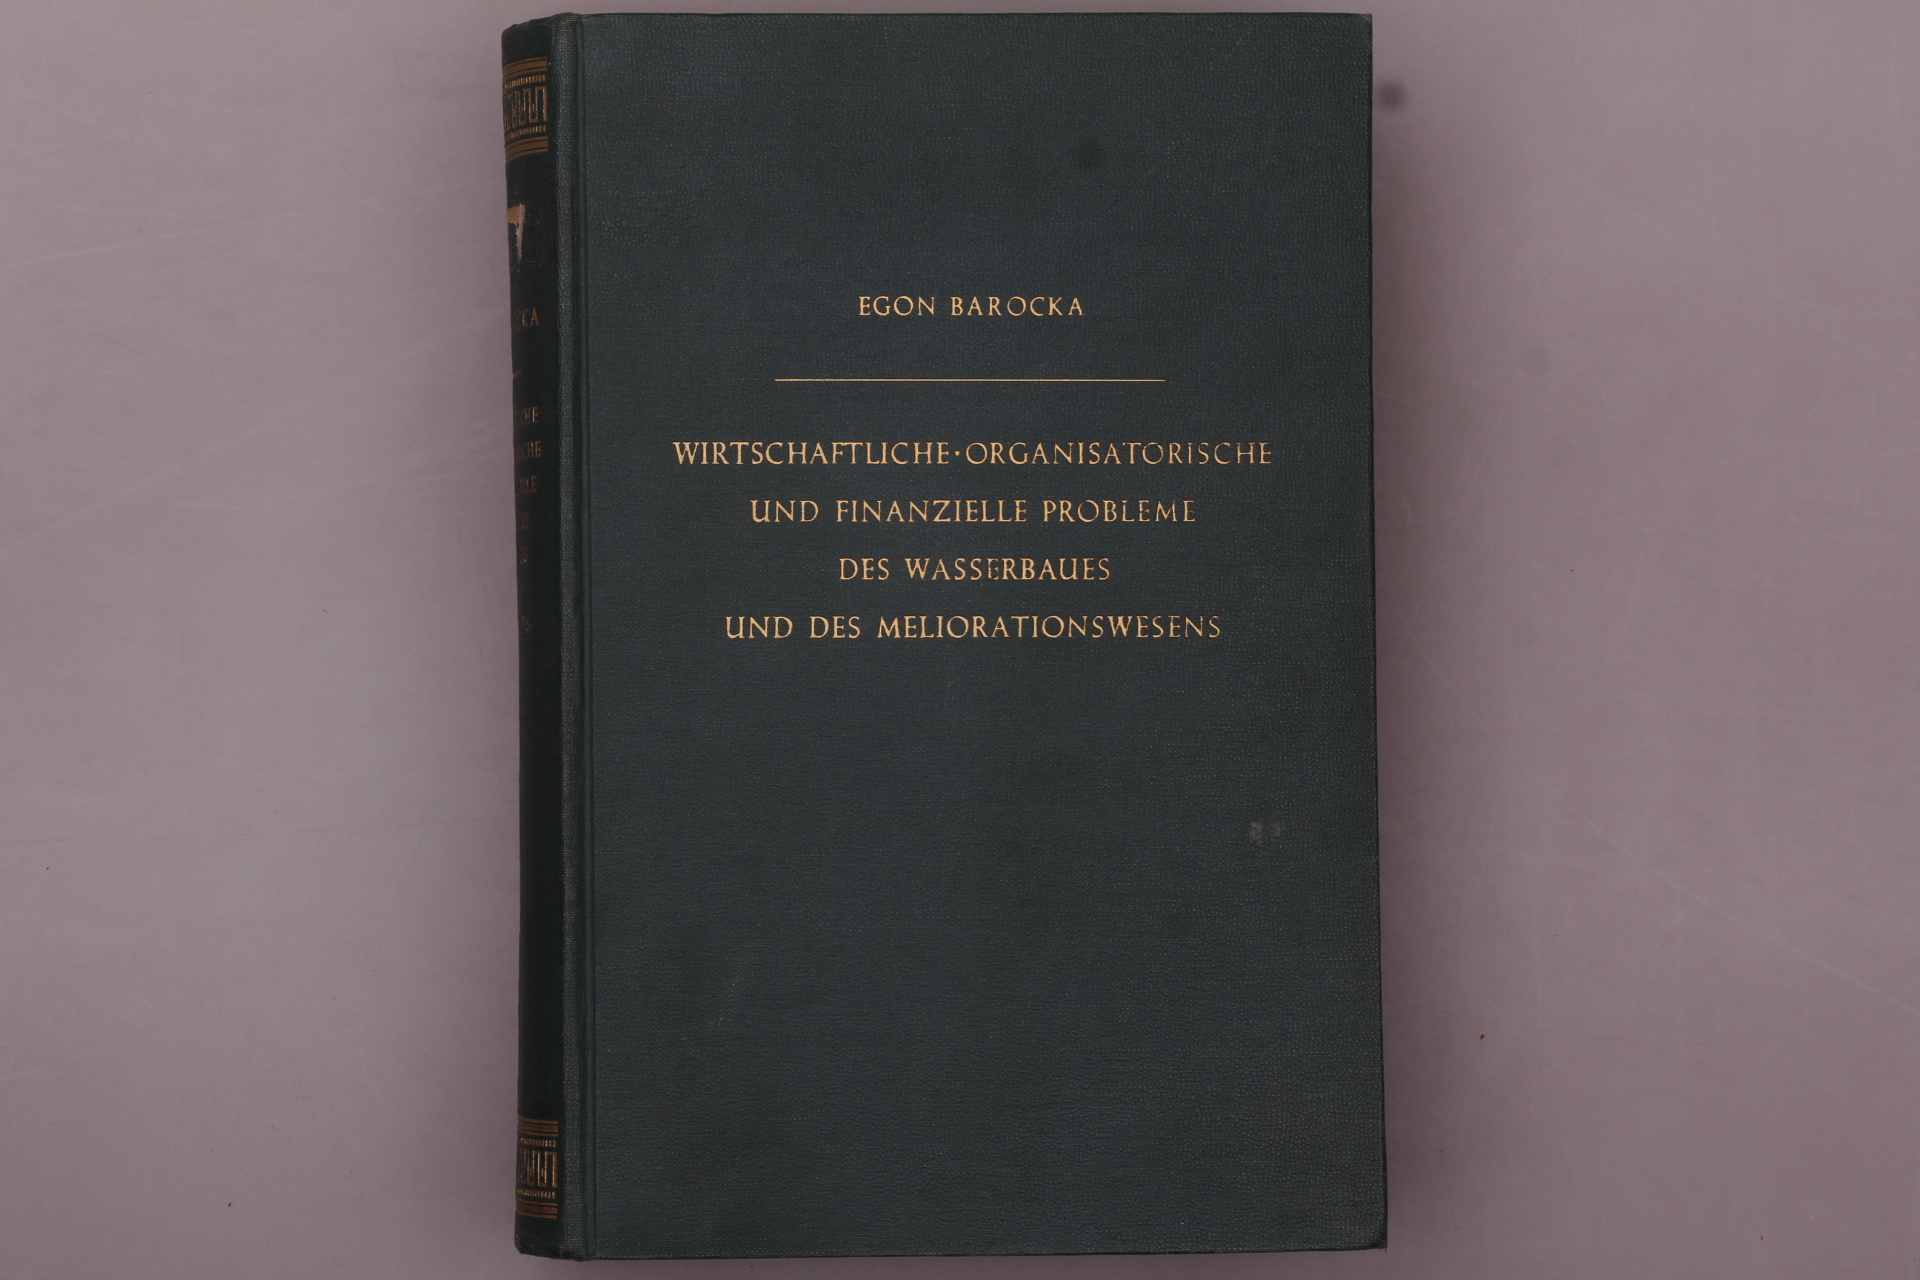 EGON BAROCKA
WIRTSCHAFTLICHE·ORGANISATORISCHE
UND FINANZIELLE PROBLEME
DES WASSERBAUES
UND DES MELIORATIONSWESENS